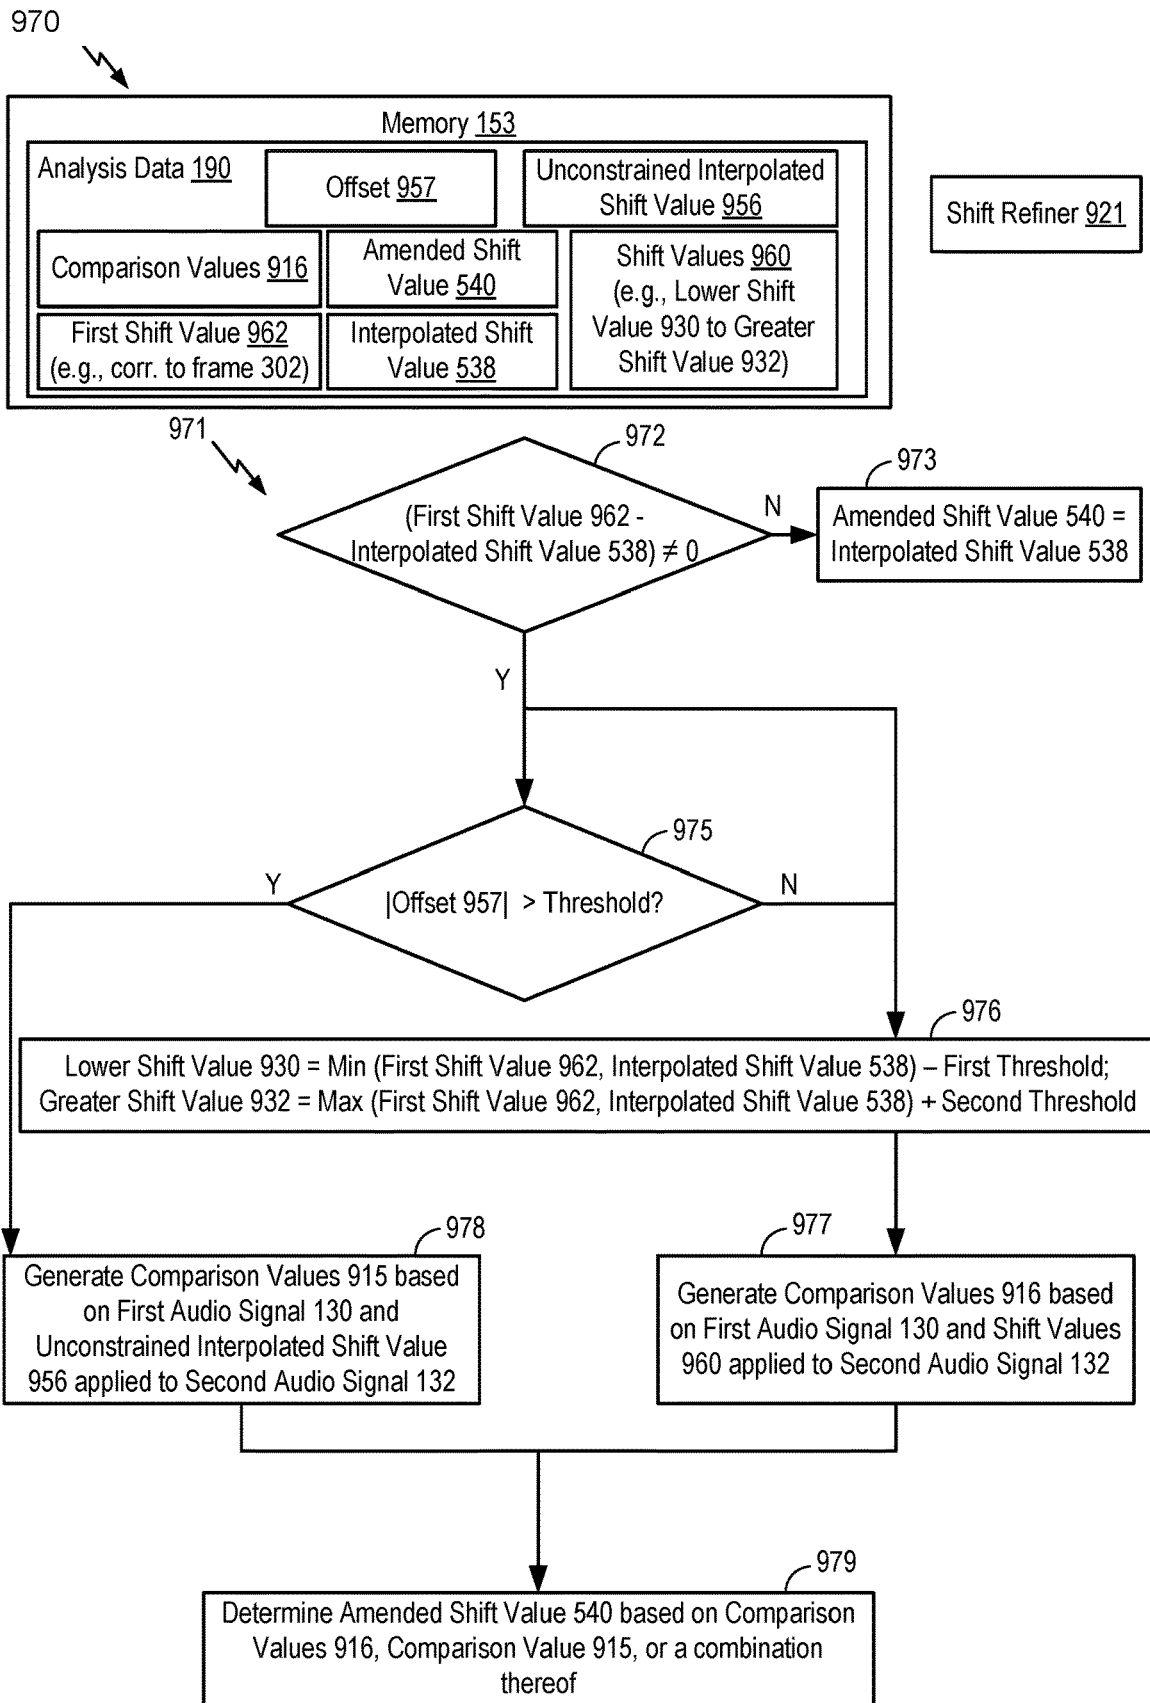 970
Memory 153
Analysis Data 190
Offset 957
Unconstrained Interpolated
Shift Value 956
Shift Refiner 921
Comparison Values 916
Amended Shift
Value 540
Shift Values 960
(e.g., Lower Shift
Value 930 to Greater
Shift Value 932)
First Shift Value 962
(e.g., corr. to frame 302)
Interpolated Shift
Value 538
971
972
(First Shift Value 962 -
Interpolated Shift Value 538) ≠ 0
N
973
Amended Shift Value 540 =
Interpolated Shift Value 538
Y
975
|Offset 957| > Threshold?
Y
N
976
Lower Shift Value 930 = Min (First Shift Value 962, Interpolated Shift Value 538) – First Threshold;
Greater Shift Value 932 = Max (First Shift Value 962, Interpolated Shift Value 538) + Second Threshold
978
Generate Comparison Values 915 based
on First Audio Signal 130 and
Unconstrained Interpolated Shift Value
956 applied to Second Audio Signal 132
977
Generate Comparison Values 916 based
on First Audio Signal 130 and Shift Values
960 applied to Second Audio Signal 132
979
Determine Amended Shift Value 540 based on Comparison
Values 916, Comparison Value 915, or a combination
thereof